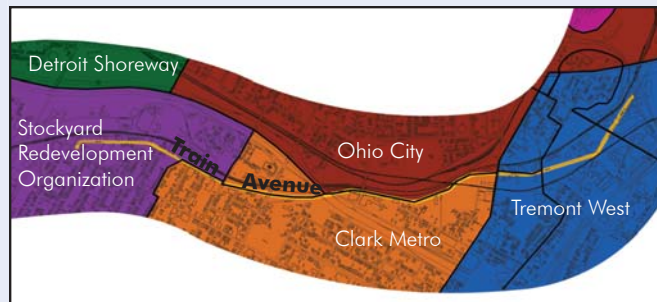 Detroit Shoreway
Stockyard
Redevelopment
Organization
Train Avenue
Ohio City
Clark Metro
Tremont West